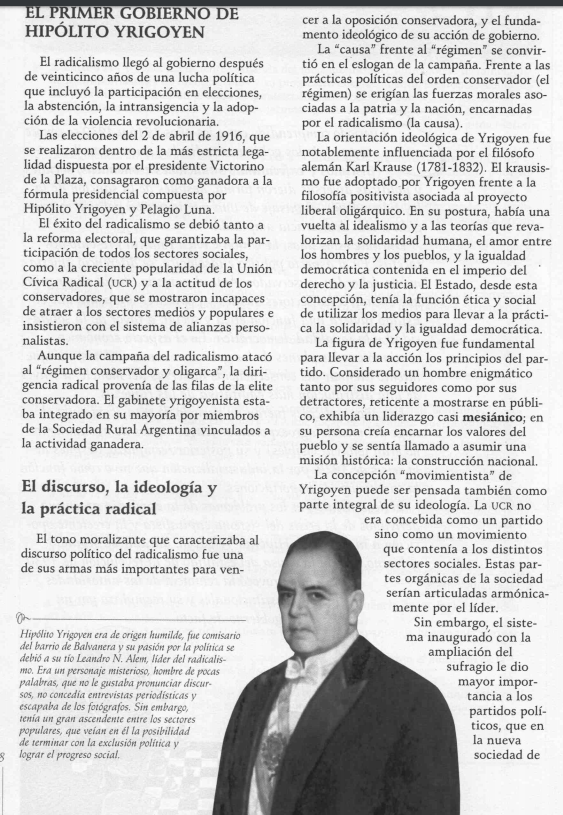 EL PRIMER GOBIERNO DE
HIPÓLITO YRIGOYEN
El radicalismo llegó al gobierno después
de veinticinco años de una lucha política
que incluyó la participación en elecciones,
la abstención, la intransigencia y la adop-
ción de la violencia revolucionaria.
Las elecciones del 2 de abril de 1916, que
se realizaron dentro de la más estricta lega-
lidad dispuesta por el presidente Victorino
de la Plaza, consagraron como ganadora a la
fórmula presidencial compuesta por
Hipólito Yrigoyen y Pelagio Luna.
El éxito del radicalismo se debió tanto a
la reforma electoral, que garantizaba la par-
ticipación de todos los sectores sociales,
como a la creciente popularidad de la Unión
Cívica Radical (UCR) y a la actitud de los
conservadores, que se mostraron incapaces
de atraer a los sectores medios y populares e
insistieron con el sistema de alianzas perso-
nalistas.
Aunque la campaña del radicalismo atacó
al "régimen conservador y oligarca", la diri-
gencia radical provenía de las filas de la elite
conservadora. El gabinete yrigoyenista esta-
ba integrado en su mayoría por miembros
de la Sociedad Rural Argentina vinculados a
la actividad ganadera.
El discurso, la ideología y
la práctica radical
El tono moralizante que caracterizaba al
discurso político del radicalismo fue una
de sus armas más importantes para ven-
Hipólito Yrigoyen era de origen humilde, fue comisario
del barrio de Balvanera y su pasión por la política se
debió a su tío Leandro N. Alem, líder del radicalis-
mo. Era un personaje misterioso, hombre de pocas
palabras, que no le gustaba pronunciar discur-
sos, no concedía entrevistas periodísticas y
escapaba de los fotógrafos. Sin embargo,
tenía un gran ascendente entre los sectores
populares, que veían en él la posibilidad
de terminar con la exclusión política y
lograr el progreso social.
8
cer a la oposición conservadora, y el funda-
mento ideológico de su acción de gobierno.
La "causa" frente al "régimen" se convir-
tió en el eslogan de la campaña. Frente a las
prácticas políticas del orden conservador (el
régimen) se erigían las fuerzas morales aso-
ciadas a la patria y la nación, encarnadas
por el radicalismo (la causa).
La orientación ideológica de Yrigoyen fue
notablemente influenciada por el filósofo
alemán Karl Krause (1781-1832). El krausis-
mo fue adoptado por Yrigoyen frente a la
filosofía positivista asociada al proyecto
liberal oligárquico. En su postura, había una
vuelta al idealismo y a las teorías que reva-
lorizan la solidaridad humana, el amor entre
los hombres y los pueblos, y la igualdad
democrática contenida en el imperio del
derecho y la justicia. El Estado, desde esta
concepción, tenía la función ética y social
de utilizar los medios para llevar a la prácti-
ca la solidaridad y la igualdad democrática.
La figura de Yrigoyen fue fundamental
para llevar a la acción los principios del par-
tido. Considerado un hombre enigmático
tanto por sus seguidores como por sus
detractores, reticente a mostrarse en públi-
co, exhibía un liderazgo casi mesiánico; en
su persona creía encarnar los valores del
pueblo y se sentía llamado a asumir una
misión histórica: la construcción nacional.
La concepción "movimientista" de
Yrigoyen puede ser pensada también como
parte integral de su ideología. La UCR no
era concebida como un partido
sino como un movimiento
que contenía a los distintos
sectores sociales. Estas par-
tes orgánicas de la sociedad
serían articuladas armónica-
mente por el líder.
Sin embargo, el siste-
ma inaugurado con la
ampliación del
sufragio le dio
mayor impor-
tancia a los
partidos polí-
ticos, que en
la nueva
sociedad de